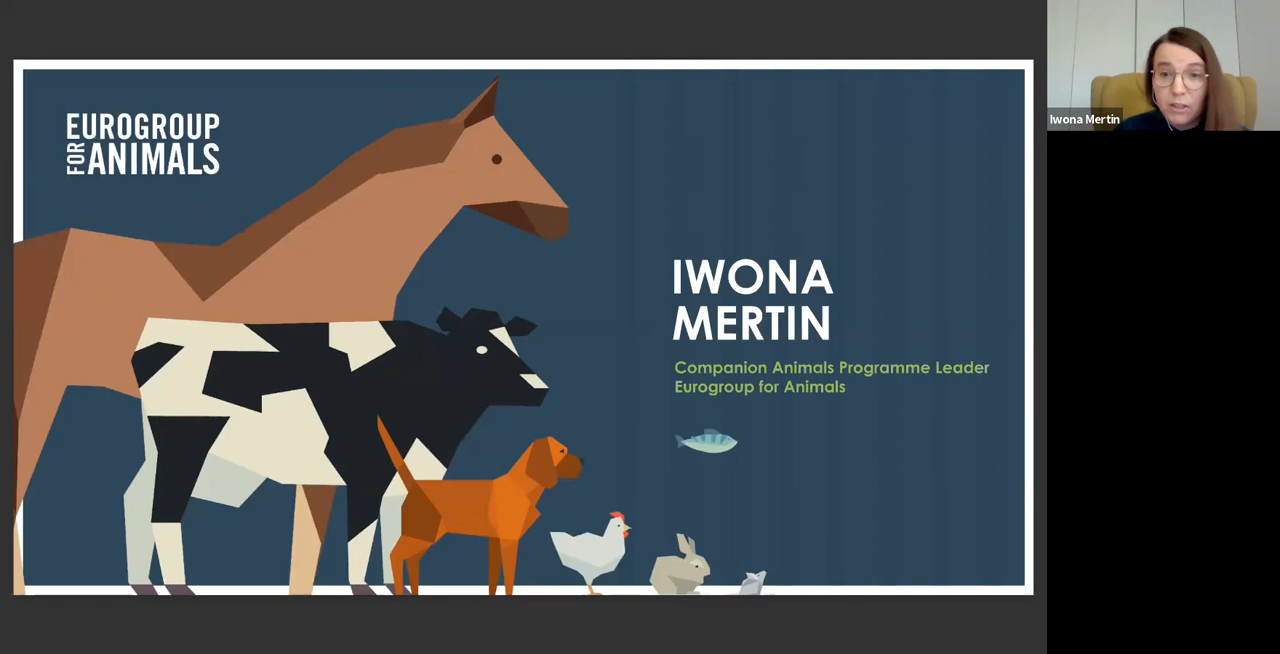 EUROGROUP
FOR ANIMALS
IWONA
MERTIN
Companion Animals Programme Leader
Eurogroup for Animals
Iwona Mertin